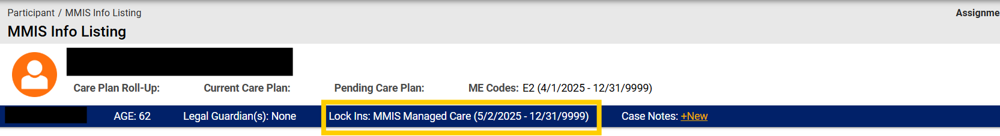 Participant / MMIS Info Listing
Assignme
MMIS Info Listing
Care Plan Roll-Up: Current Care Plan: Pending Care Plan: ME Codes: E2 (4/1/2025 - 12/31/9999)
AGE: 62 Legal Guardian(s): None Lock Ins: MMIS Managed Care (5/2/2025 - 12/31/9999) Case Notes: +New